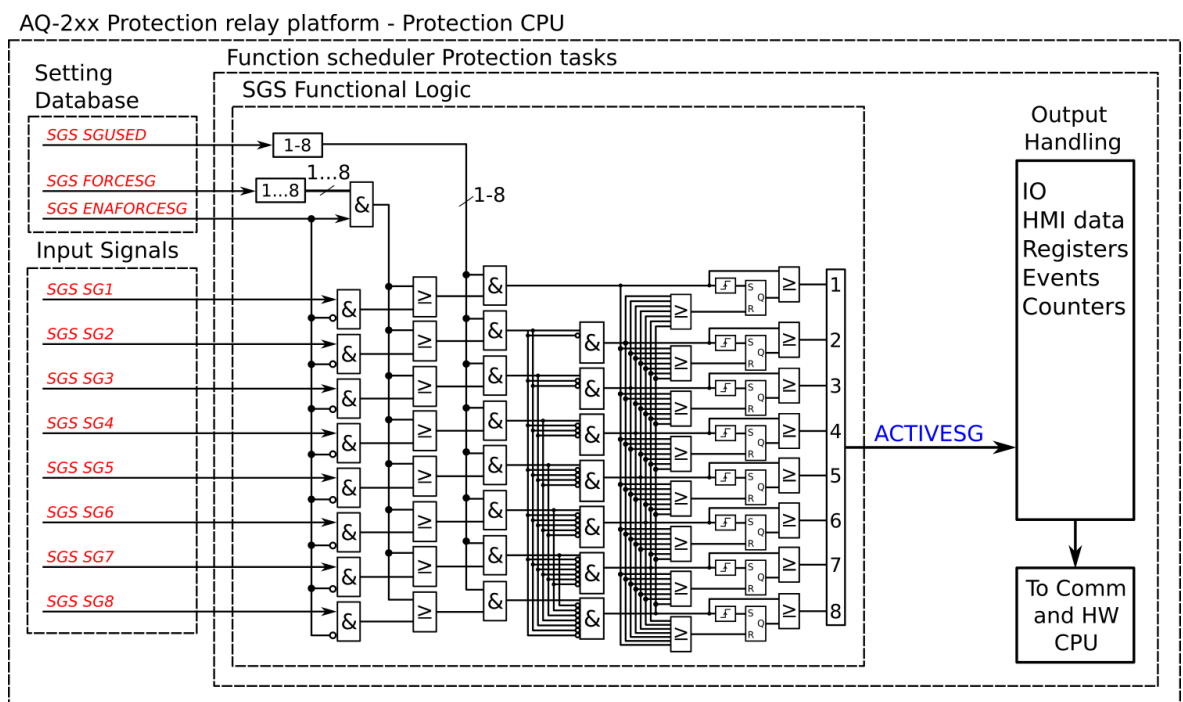 AQ-2xx Protection relay platform - Protection CPU
Function scheduler Protection tasks
Setting
Database
SGS Functional Logic
SGS SGUSED
1-8
SGS FORCESG
1...8
1...8
&
1-8
SGS ENAFORCESG
Input Signals
SGS SG1
SGS SG2
SGS SG3
SGS SG4
SGS SG5
SGS SG6
SGS SG7
SGS SG8
& & & & & & & &
≥ ≥ ≥ ≥ ≥ ≥ ≥ ≥
& & & & & & & &
& & & & & & &
≥ ≥ ≥ ≥ ≥ ≥ ≥ ≥
S Q R
S Q R
S Q R
S Q R
S Q R
S Q R
S Q R
S Q R
≥ ≥ ≥ ≥ ≥ ≥ ≥ ≥
1
2
3
4
5
6
7
8
ACTIVESG
Output
Handling
IO
HMI data
Registers
Events
Counters
To Comm
and HW
CPU